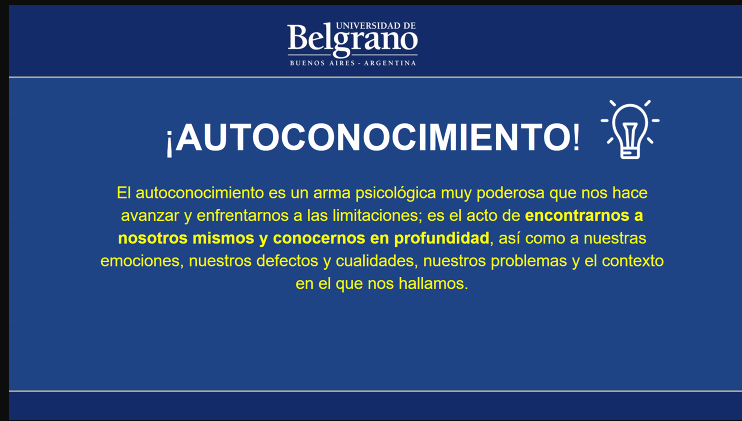 UNIVERSIDAD DE
Belgrano
BUENOS AIRES - ARGENTINA
¡AUTOCONOCIMIENTO!
El autoconocimiento es un arma psicológica muy poderosa que nos hace
avanzar y enfrentarnos a las limitaciones; es el acto de encontrarnos a
nosotros mismos y conocernos en profundidad, así como a nuestras
emociones, nuestros defectos y cualidades, nuestros problemas y el contexto
en el que nos hallamos.